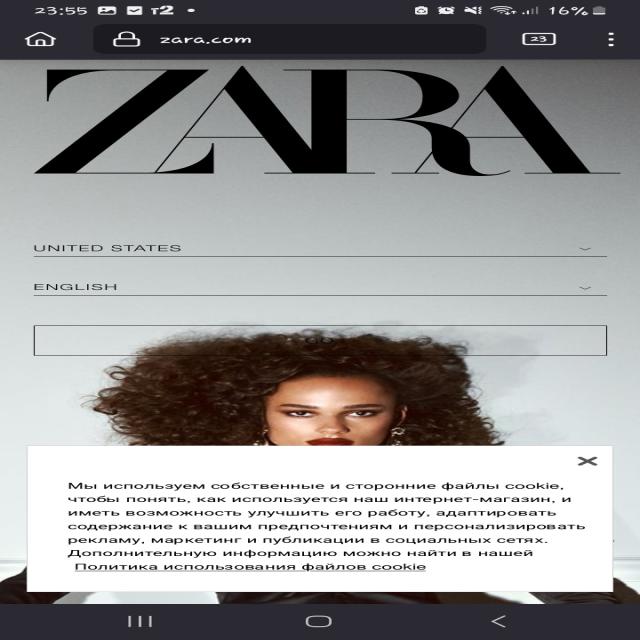 23:55 T2 16%
zara.com 23
ZARA
UNITED STATES
ENGLISH
GO
Мы используем собственные и сторонние файлы cookie,
чтобы понять, как используется наш интернет-магазин, и
иметь возможность улучшить его работу, адаптировать
содержание к вашим предпочтениям и персонализировать
рекламу, маркетинг и публикации в социальных сетях.
Дополнительную информацию можно найти в нашей
Политика использования файлов cookie